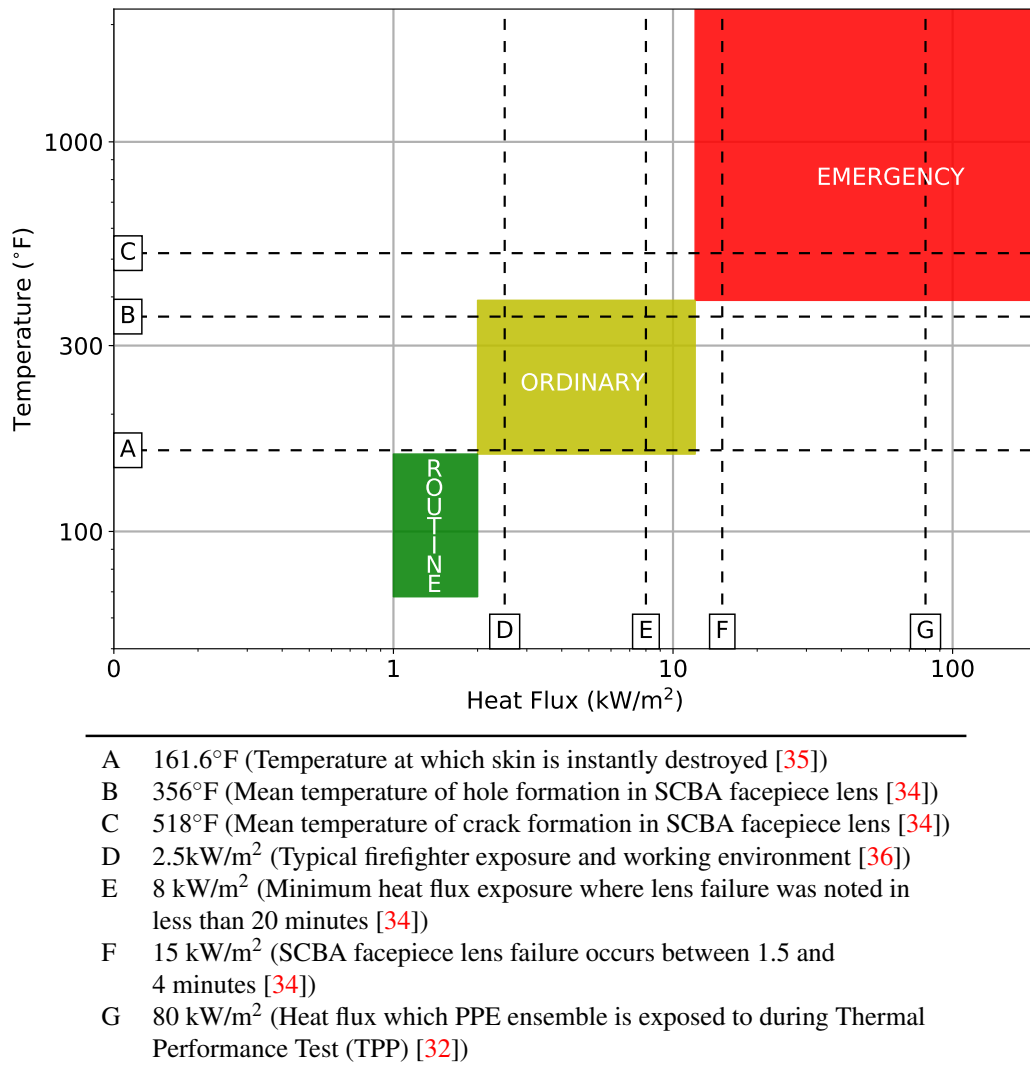 1000
300
100
Temperature (°F)
C
B
A
EMERGENCY
ORDINARY
ROUTINE
D E F G
0 1 10 100
Heat Flux (kW/m²)
A 161.6°F (Temperature at which skin is instantly destroyed [35])
B 356°F (Mean temperature of hole formation in SCBA facepiece lens [34])
C 518°F (Mean temperature of crack formation in SCBA facepiece lens [34])
D 2.5kW/m² (Typical firefighter exposure and working environment [36])
E 8 kW/m² (Minimum heat flux exposure where lens failure was noted in
less than 20 minutes [34])
F 15 kW/m² (SCBA facepiece lens failure occurs between 1.5 and
4 minutes [34])
G 80 kW/m² (Heat flux which PPE ensemble is exposed to during Thermal
Performance Test (TPP) [32])